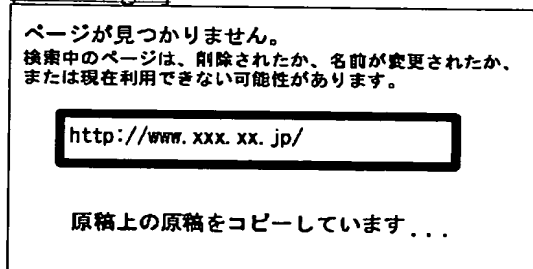 ページが見つかりません。
検索中のページは、削除されたか、名前が変更されたか、
または現在利用できない可能性があります。
http://www.xxx.xx.jp/
原稿上の原稿をコピーしています...